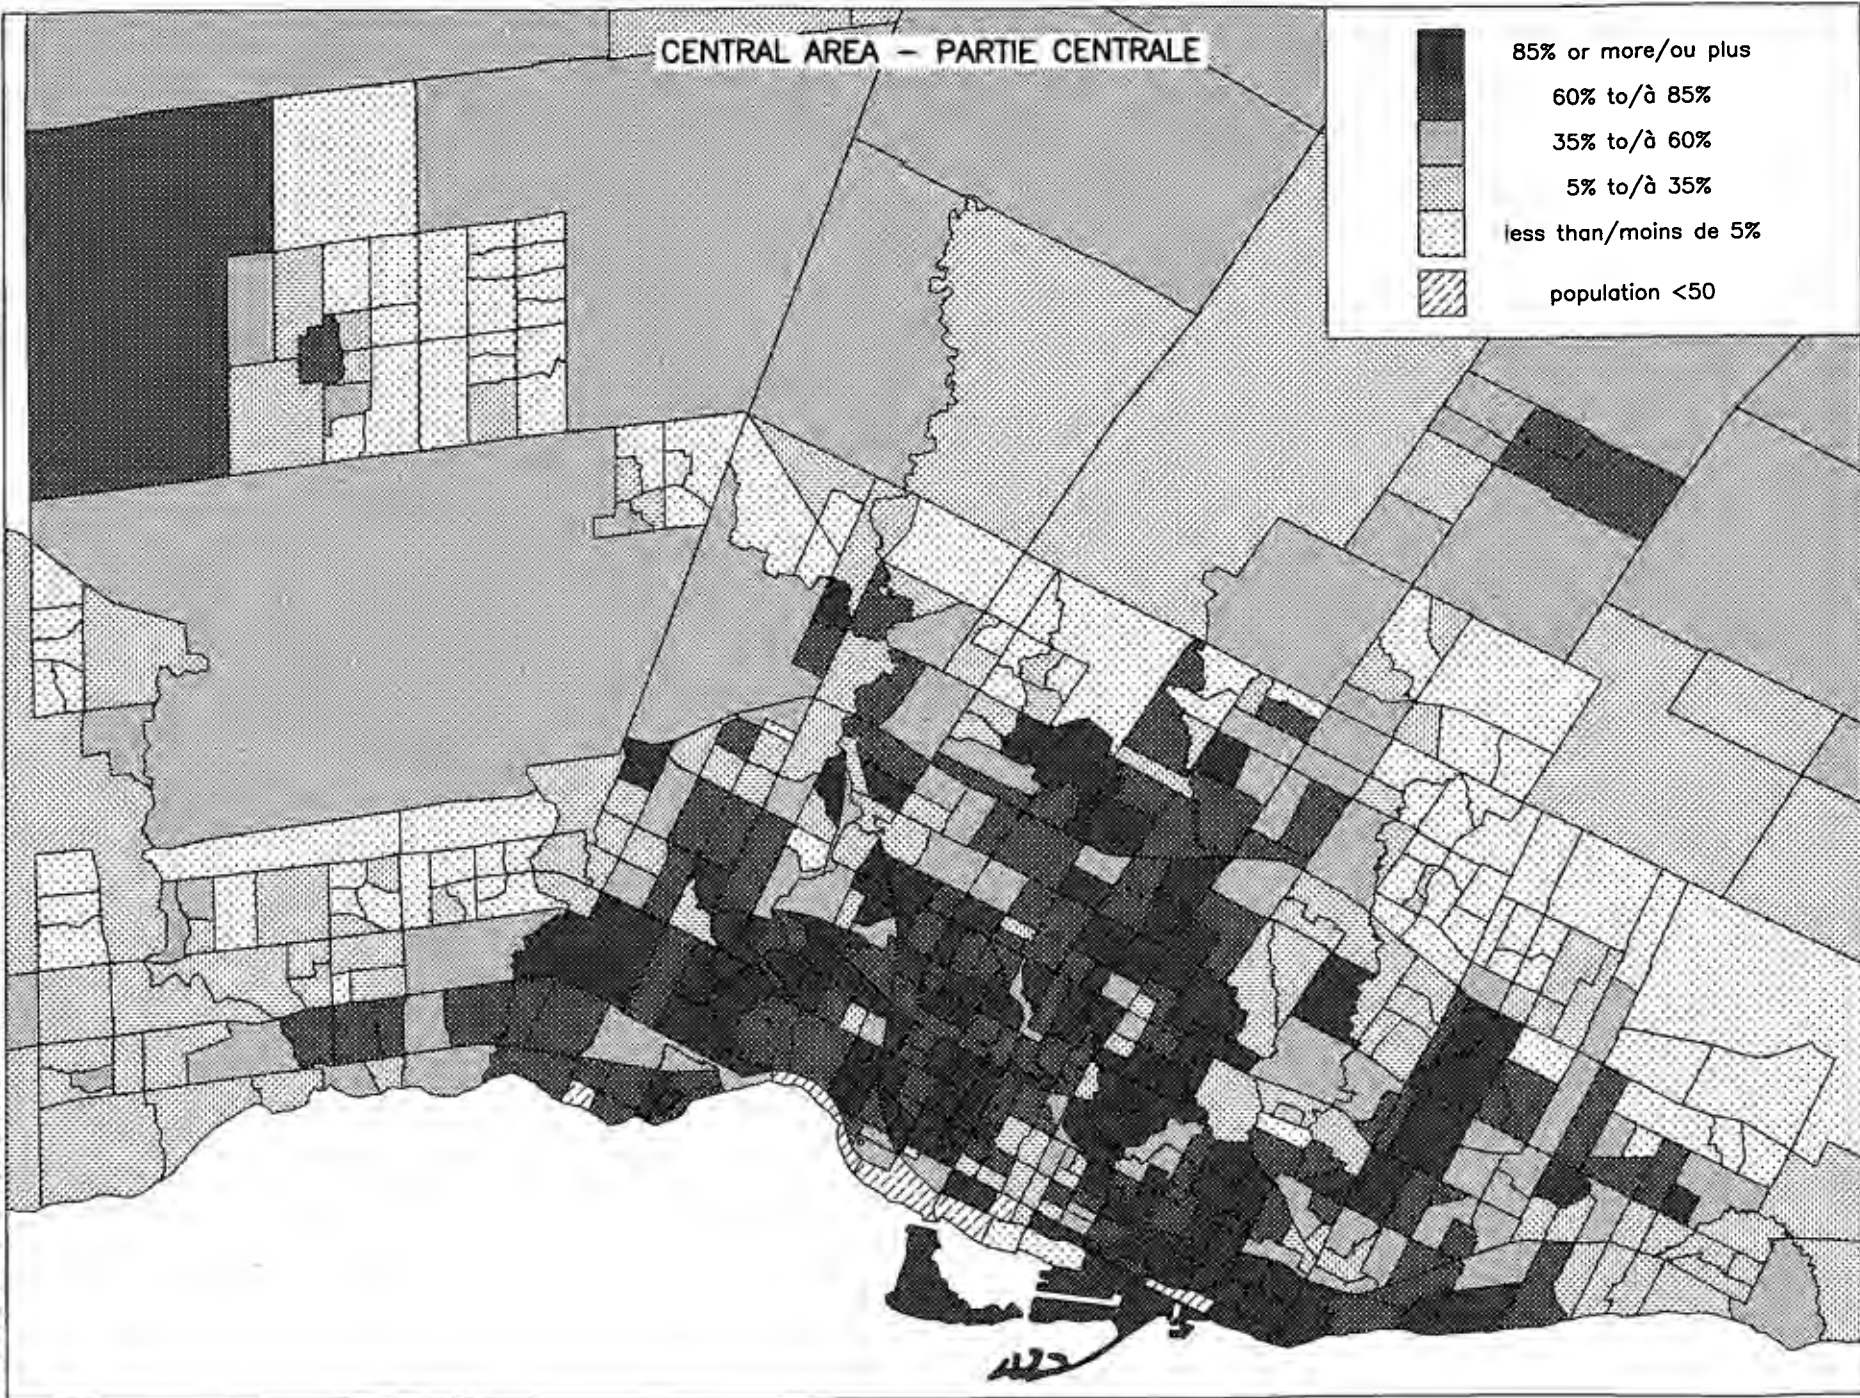 CENTRAL AREA – PARTIE CENTRALE
85% or more/ou plus
60% to/à 85%
35% to/à 60%
5% to/à 35%
less than/moins de 5%
population <50